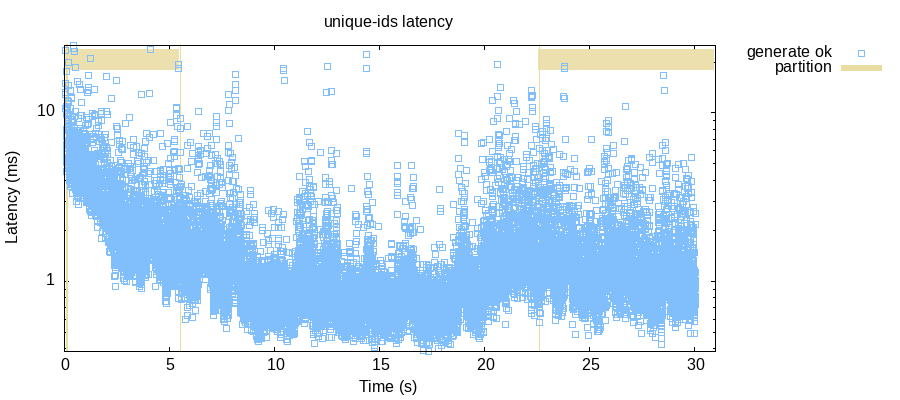 unique-ids latency
generate ok
partition
10
1
Latency (ms)
0 5 10 15 20 25 30
Time (s)